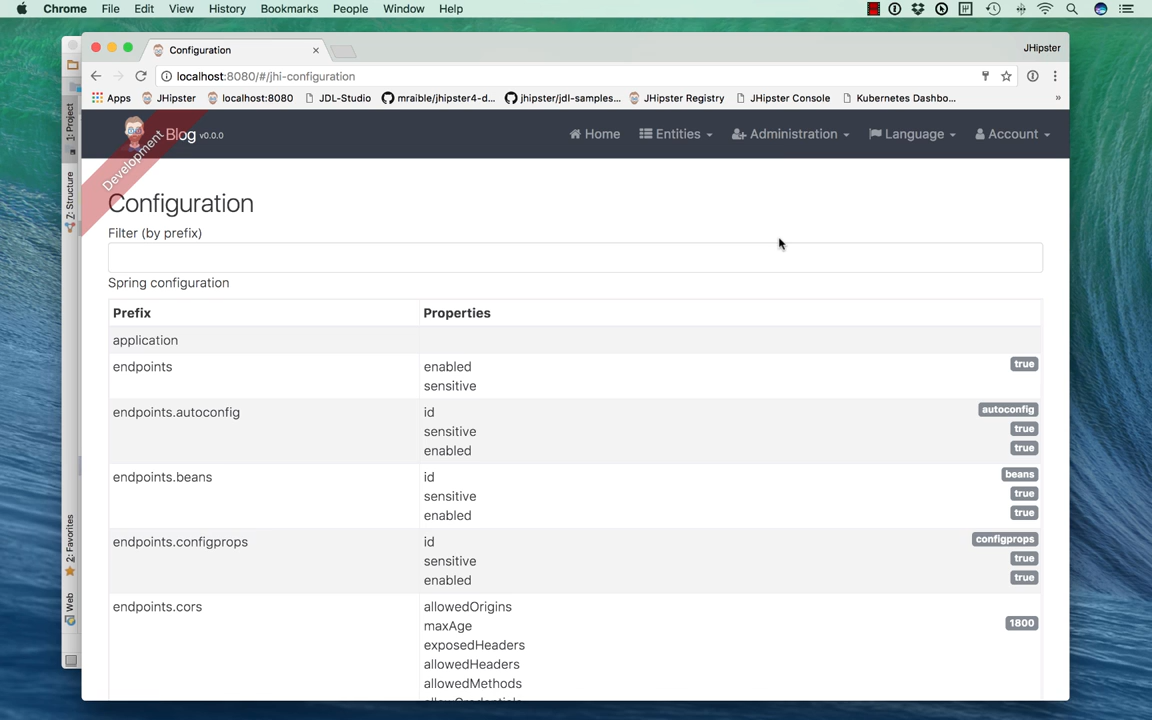 Chrome File Edit View History Bookmarks People Window Help
Configuration
JHipster
localhost:8080/#/jhi-configuration
Apps JHipster localhost:8080 JDL-Studio mraible/jhipster4-d... jhipster/jdl-samples... JHipster Registry JHipster Console Kubernetes Dashbo... »
1: Project
7: Structure
2: Favorites
Web
Development
Blog v0.0.0
Home Entities Administration Language Account
Configuration
Filter (by prefix)
Spring configuration
Prefix Properties
application
endpoints enabled true
sensitive
endpoints.autoconfig id autoconfig
sensitive true
enabled true
endpoints.beans id beans
sensitive true
enabled true
endpoints.configprops id configprops
sensitive true
enabled true
endpoints.cors allowedOrigins
maxAge 1800
exposedHeaders
allowedHeaders
allowedMethods